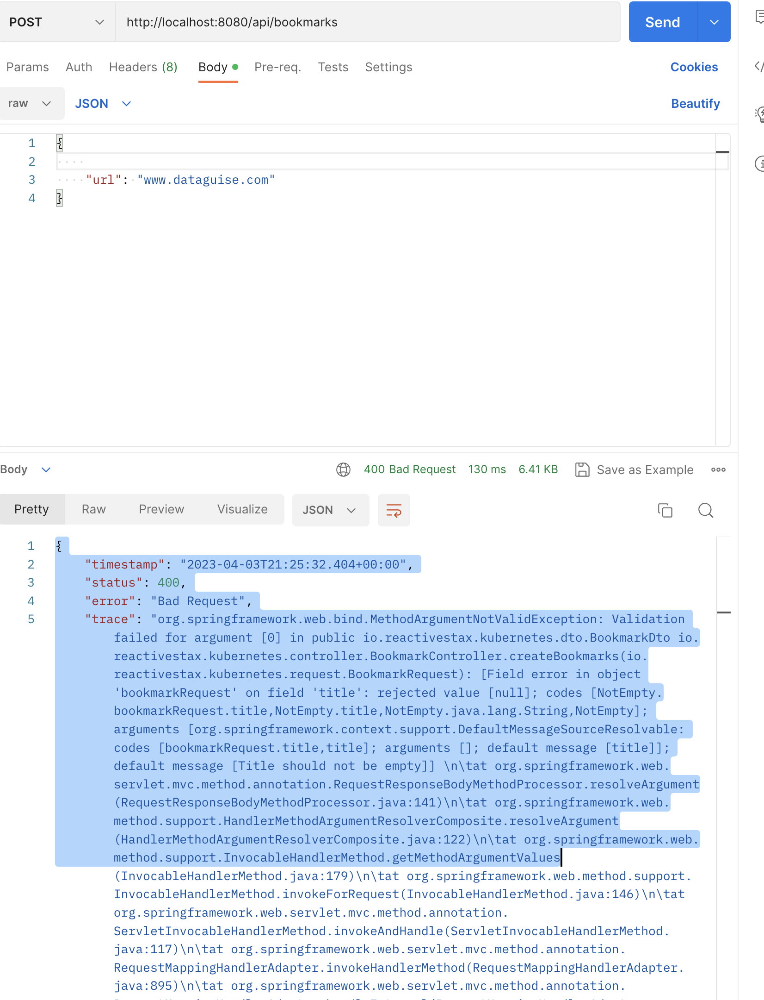 POST http://localhost:8080/api/bookmarks Send
Params Auth Headers (8) Body Pre-req. Tests Settings Cookies
raw JSON Beautify
1 {
2
3 "url": "www.dataguise.com"
4 }
Body 400 Bad Request 130 ms 6.41 KB Save as Example
Pretty Raw Preview Visualize JSON
1 {
2 "timestamp": "2023-04-03T21:25:32.404+00:00",
3 "status": 400,
4 "error": "Bad Request",
5 "trace": "org.springframework.web.bind.MethodArgumentNotValidException: Validation
failed for argument [0] in public io.reactivestax.kubernetes.dto.BookmarkDto io.
reactivestax.kubernetes.controller.BookmarkController.createBookmarks(io.
reactivestax.kubernetes.request.BookmarkRequest): [Field error in object
'bookmarkRequest' on field 'title': rejected value [null]; codes [NotEmpty.
bookmarkRequest.title,NotEmpty.title,NotEmpty.java.lang.String,NotEmpty];
arguments [org.springframework.context.support.DefaultMessageSourceResolvable:
codes [bookmarkRequest.title,title]; arguments []; default message [title]];
default message [Title should not be empty]] \n\tat org.springframework.web.
servlet.mvc.method.annotation.RequestResponseBodyMethodProcessor.resolveArgument
(RequestResponseBodyMethodProcessor.java:141)\n\tat org.springframework.web.
method.support.HandlerMethodArgumentResolverComposite.resolveArgument
(HandlerMethodArgumentResolverComposite.java:122)\n\tat org.springframework.web.
method.support.InvocableHandlerMethod.getMethodArgumentValues
(InvocableHandlerMethod.java:179)\n\tat org.springframework.web.method.support.
InvocableHandlerMethod.invokeForRequest(InvocableHandlerMethod.java:146)\n\tat
org.springframework.web.servlet.mvc.method.annotation.
ServletInvocableHandlerMethod.invokeAndHandle(ServletInvocableHandlerMethod.
java:117)\n\tat org.springframework.web.servlet.mvc.method.annotation.
RequestMappingHandlerAdapter.invokeHandlerMethod(RequestMappingHandlerAdapter.
java:895)\n\tat org.springframework.web.servlet.mvc.method.annotation.